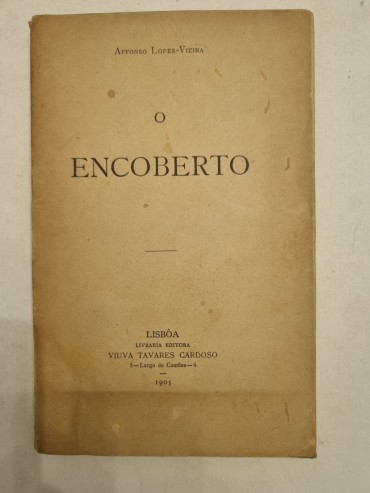 Affonso Lopes-Vieira
O
ENCOBERTO
LISBÔA
LIVRARIA EDITORA
VIUVA TAVARES CARDOSO
5—Largo de Camões—6
1905